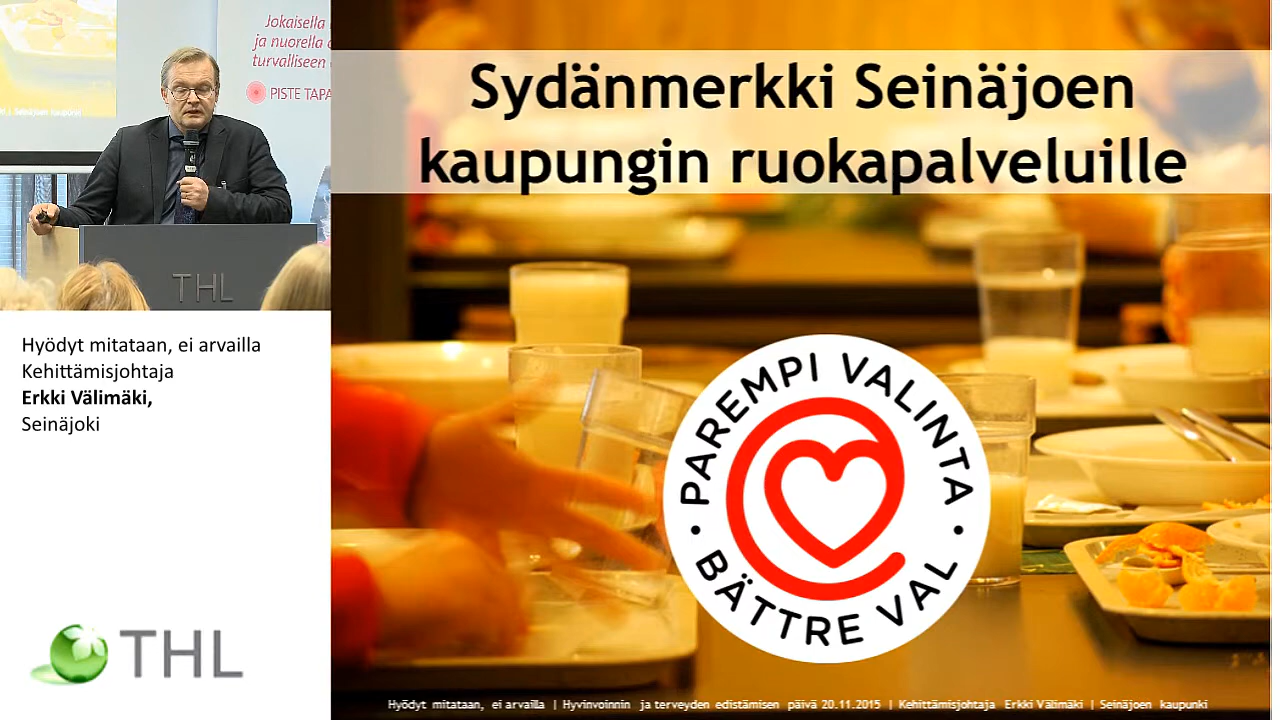 Jokaisella
ja nuorella
turvalliseen
PISTE TAPA
Seinäjoen kaupunki
THL
Hyödyt mitataan, ei arvailla
Kehittämisjohtaja
Erkki Välimäki,
Seinäjoki
THL
Sydänmerkki Seinäjoen
kaupungin ruokapalveluille
PAREMPI VALINTA
BÄTTRE VAL
Hyödyt mitataan, ei arvailla | Hyvinvoinnin ja terveyden edistämisen päivä 20.11.2015 | Kehittämisjohtaja Erkki Välimäki | Seinäjoen kaupunki